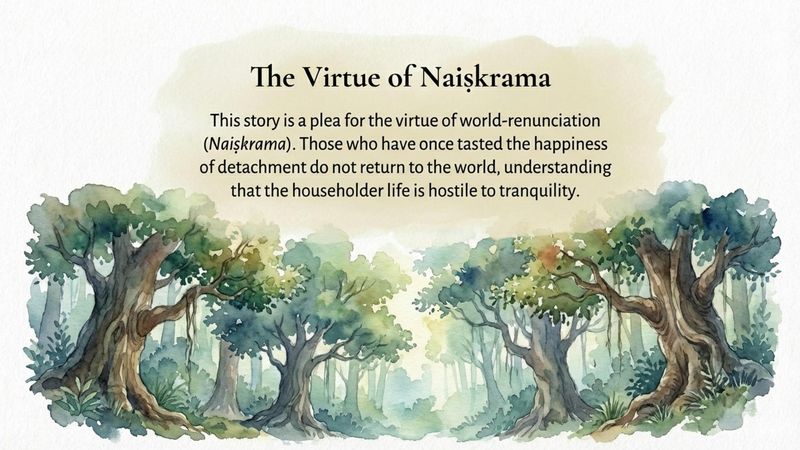 The Virtue of Naiṣkrama
This story is a plea for the virtue of world-renunciation
(Naiṣkrama). Those who have once tasted the happiness
of detachment do not return to the world, understanding
that the householder life is hostile to tranquility.